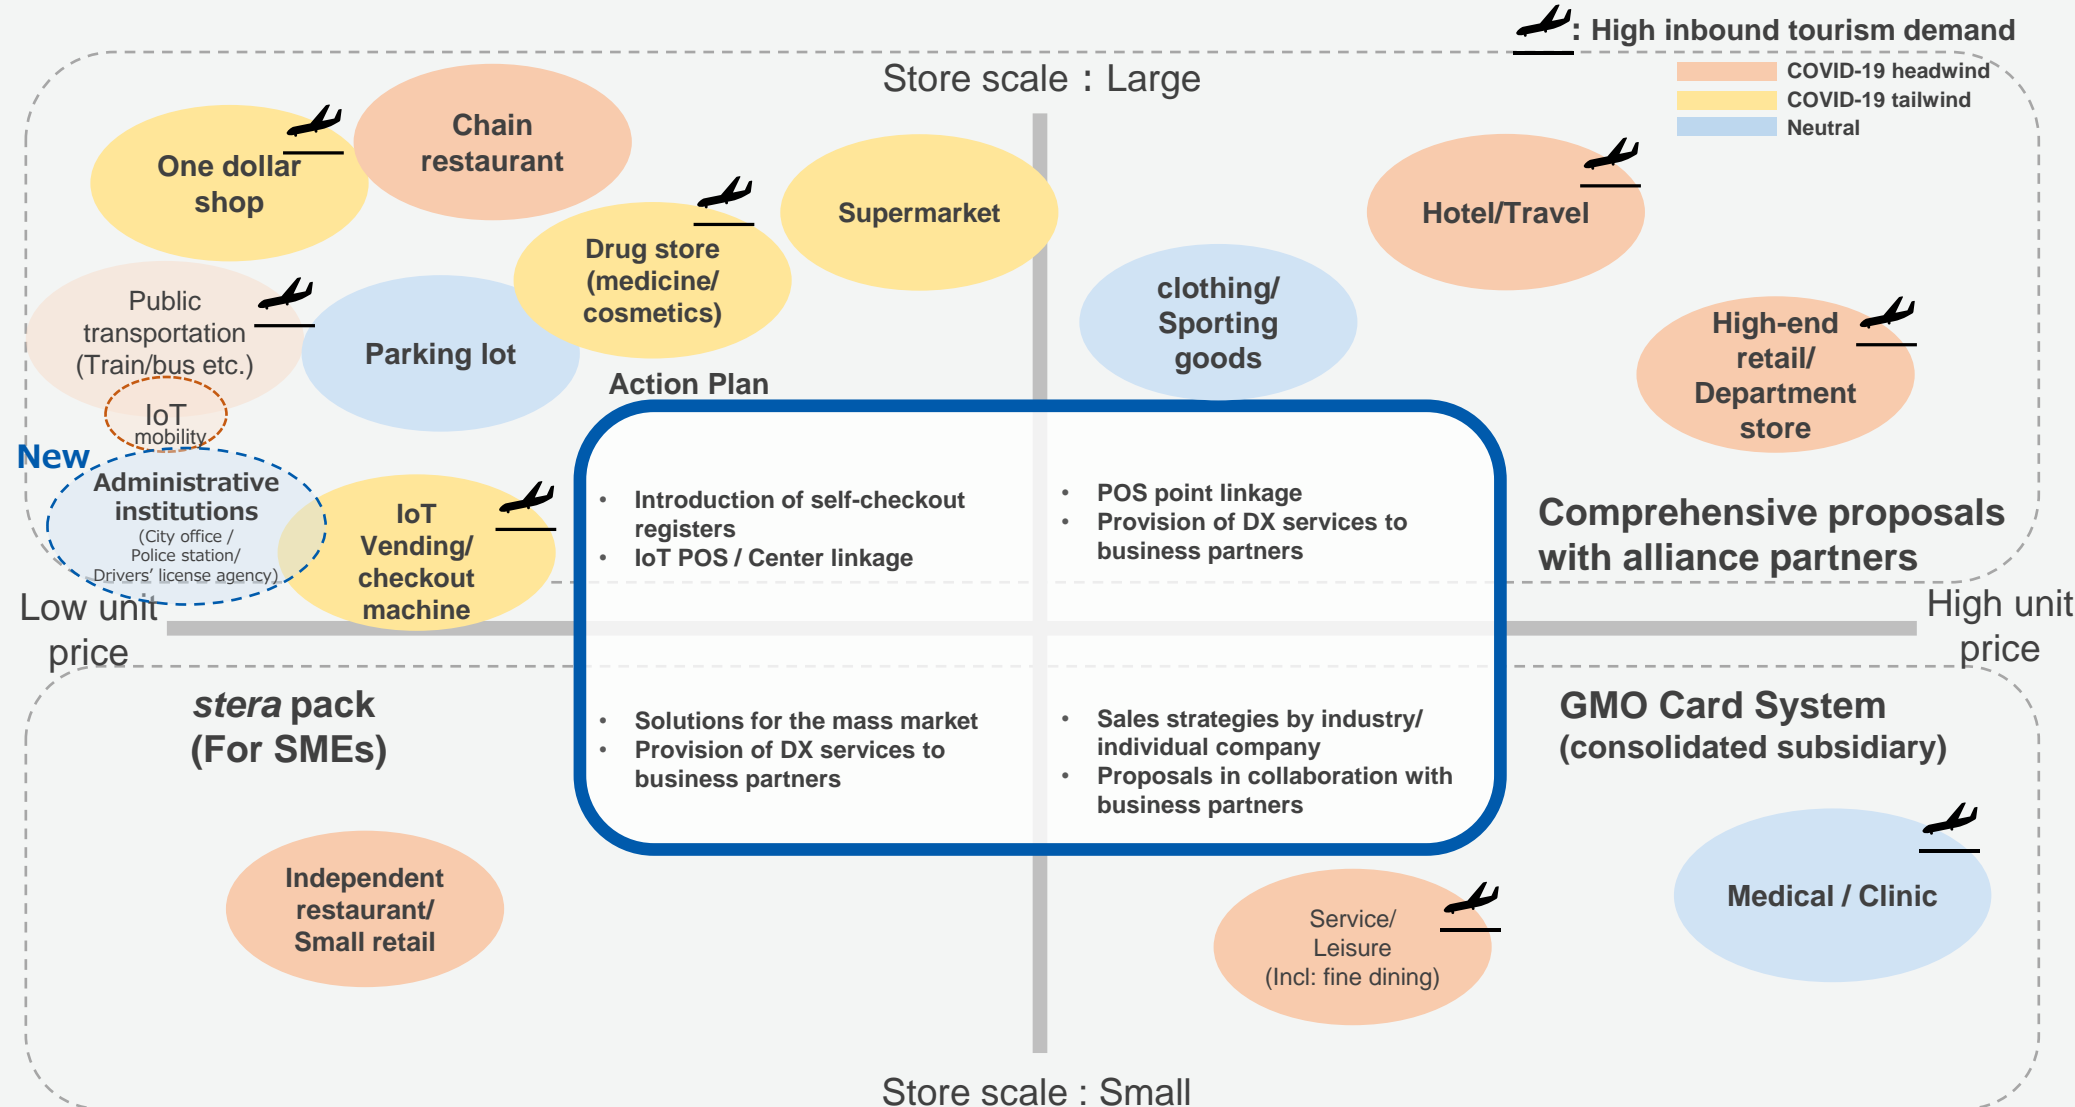 : High inbound tourism demand
COVID-19 headwind
COVID-19 tailwind
Neutral
Store scale : Large
One dollar
shop
Chain
restaurant
Drug store
(medicine/
cosmetics)
Supermarket
Hotel/Travel
Public
transportation
(Train/bus etc.)
Parking lot
clothing/
Sporting
goods
High-end
retail/
Department
store
IoT
mobility
New
Administrative
institutions
(City office /
Police station/
Drivers' license agency)
IoT
Vending/
checkout
machine
Action Plan
• Introduction of self-checkout
registers
• IoT POS / Center linkage
• POS point linkage
• Provision of DX services to
business partners
Comprehensive proposals
with alliance partners
Low unit
price
High unit
price
stera pack
(For SMEs)
• Solutions for the mass market
• Provision of DX services to
business partners
• Sales strategies by industry/
individual company
• Proposals in collaboration with
business partners
GMO Card System
(consolidated subsidiary)
Independent
restaurant/
Small retail
Service/
Leisure
(Incl: fine dining)
Medical / Clinic
Store scale : Small